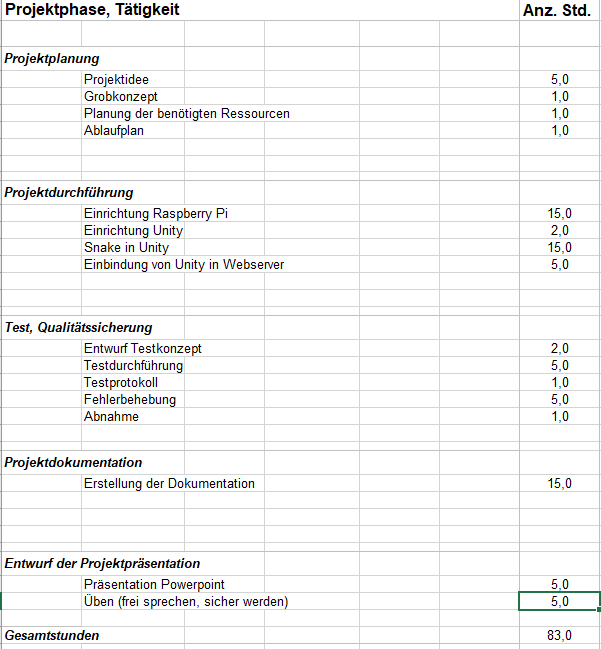 Projektphase, Tätigkeit Anz. Std.
Projektplanung
Projektidee 5,0
Grobkonzept 1,0
Planung der benötigten Ressourcen 1,0
Ablaufplan 1,0
Projektdurchführung
Einrichtung Raspberry Pi 15,0
Einrichtung Unity 2,0
Snake in Unity 15,0
Einbindung von Unity in Webserver 5,0
Test, Qualitätssicherung
Entwurf Testkonzept 2,0
Testdurchführung 5,0
Testprotokoll 1,0
Fehlerbehebung 5,0
Abnahme 1,0
Projektdokumentation
Erstellung der Dokumentation 15,0
Entwurf der Projektpräsentation
Präsentation Powerpoint 5,0
Üben (frei sprechen, sicher werden) 5,0
Gesamtstunden 83,0